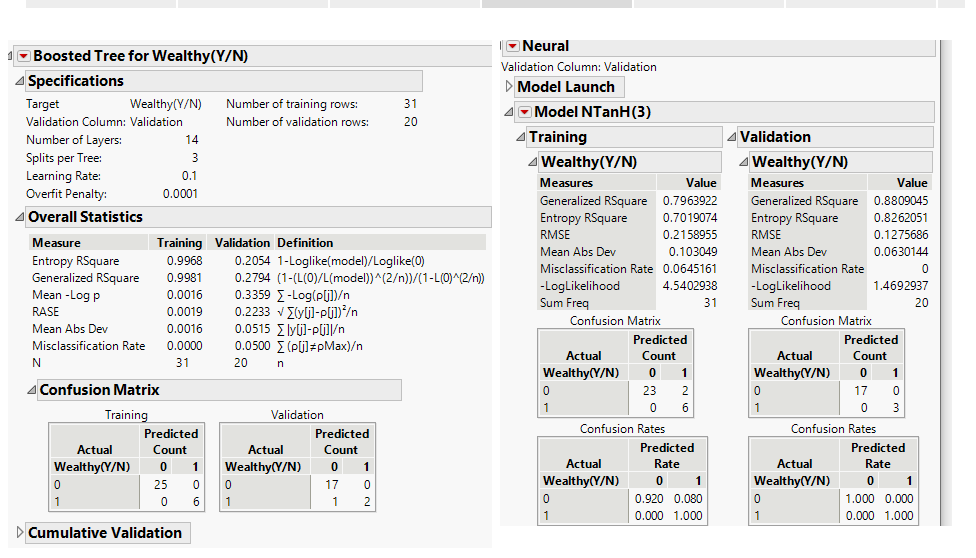 Boosted Tree for Wealthy(Y/N)
Specifications
Target Wealthy(Y/N) Number of training rows: 31
Validation Column: Validation Number of validation rows: 20
Number of Layers: 14
Splits per Tree: 3
Learning Rate: 0.1
Overfit Penalty: 0.0001
Overall Statistics
Measure Training Validation Definition
Entropy RSquare 0.9968 0.2054 1-Loglike(model)/Loglike(0)
Generalized RSquare 0.9981 0.2794 (1-(L(0)/L(model))^(2/n))/(1-L(0)^(2/n))
Mean -Log p 0.0016 0.3359 ∑ -Log(ρ[j])/n
RASE 0.0019 0.2233 √ ∑(y[j]-ρ[j])²/n
Mean Abs Dev 0.0016 0.0515 ∑ |y[j]-ρ[j]|/n
Misclassification Rate 0.0000 0.0500 ∑ (ρ[j]≠ρMax)/n
N 31 20 n
Confusion Matrix
Training
Predicted
Actual Count
Wealthy(Y/N) 0 1
0 25 0
1 0 6
Validation
Predicted
Actual Count
Wealthy(Y/N) 0 1
0 17 0
1 1 2
Cumulative Validation
Neural
Validation Column: Validation
Model Launch
Model NTanH(3)
Training
Wealthy(Y/N)
Measures Value
Generalized RSquare 0.7963922
Entropy RSquare 0.7019074
RMSE 0.2158955
Mean Abs Dev 0.103049
Misclassification Rate 0.0645161
-LogLikelihood 4.5402938
Sum Freq 31
Confusion Matrix
Predicted
Actual Count
Wealthy(Y/N) 0 1
0 23 2
1 0 6
Confusion Rates
Predicted
Actual Rate
Wealthy(Y/N) 0 1
0 0.920 0.080
1 0.000 1.000
Validation
Wealthy(Y/N)
Measures Value
Generalized RSquare 0.8809045
Entropy RSquare 0.8262051
RMSE 0.1275686
Mean Abs Dev 0.0630144
Misclassification Rate 0
-LogLikelihood 1.4692937
Sum Freq 20
Confusion Matrix
Predicted
Actual Count
Wealthy(Y/N) 0 1
0 17 0
1 0 3
Confusion Rates
Predicted
Actual Rate
Wealthy(Y/N) 0 1
0 1.000 0.000
1 0.000 1.000